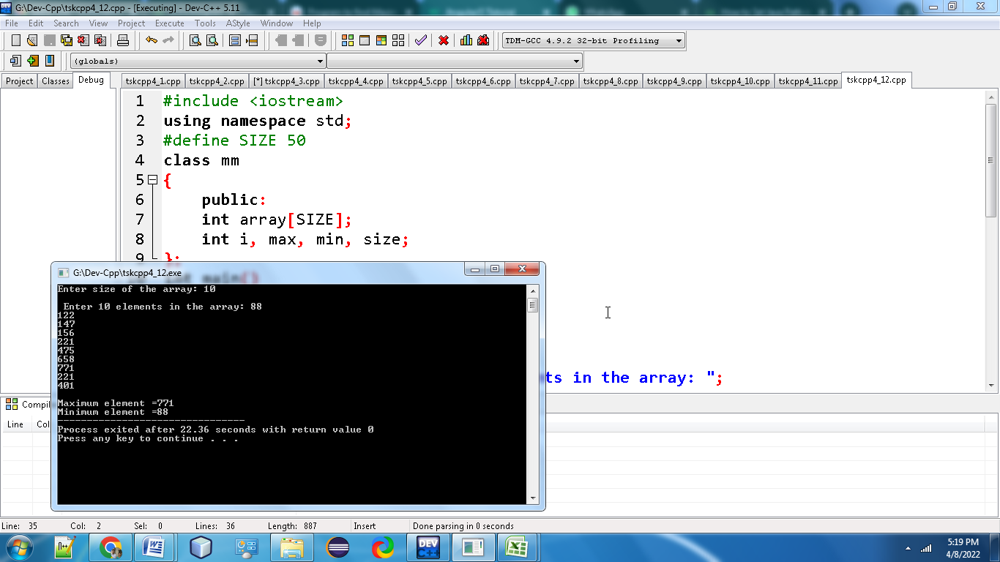 G:\Dev-Cpp\tskcpp4_12.cpp - [Executing] - Dev-C++ 5.11
File Edit Search View Project Execute Tools AStyle Window Help
TDM-GCC 4.9.2 32-bit Profiling
(globals)
Project Classes Debug
tskcpp4_1.cpp tskcpp4_2.cpp [*] tskcpp4_3.cpp tskcpp4_4.cpp tskcpp4_5.cpp tskcpp4_6.cpp tskcpp4_7.cpp tskcpp4_8.cpp tskcpp4_9.cpp tskcpp4_10.cpp tskcpp4_11.cpp tskcpp4_12.cpp
1 #include <iostream>
2 using namespace std;
3 #define SIZE 50
4 class mm
5 {
6 public:
7 int array[SIZE];
8 int i, max, min, size;
9 };
int main()
ts in the array: ";
G:\Dev-Cpp\tskcpp4_12.exe
Enter size of the array: 10
Enter 10 elements in the array: 88
122
147
156
221
475
658
771
221
401
Maximum element =771
Minimum element =88
--------------------------------
Process exited after 22.36 seconds with return value 0
Press any key to continue . . .
Compil
Line Col
Line: 35 Col: 2 Sel: 0 Lines: 36 Length: 887 Insert Done parsing in 0 seconds
DEV C++
5:19 PM
4/8/2022